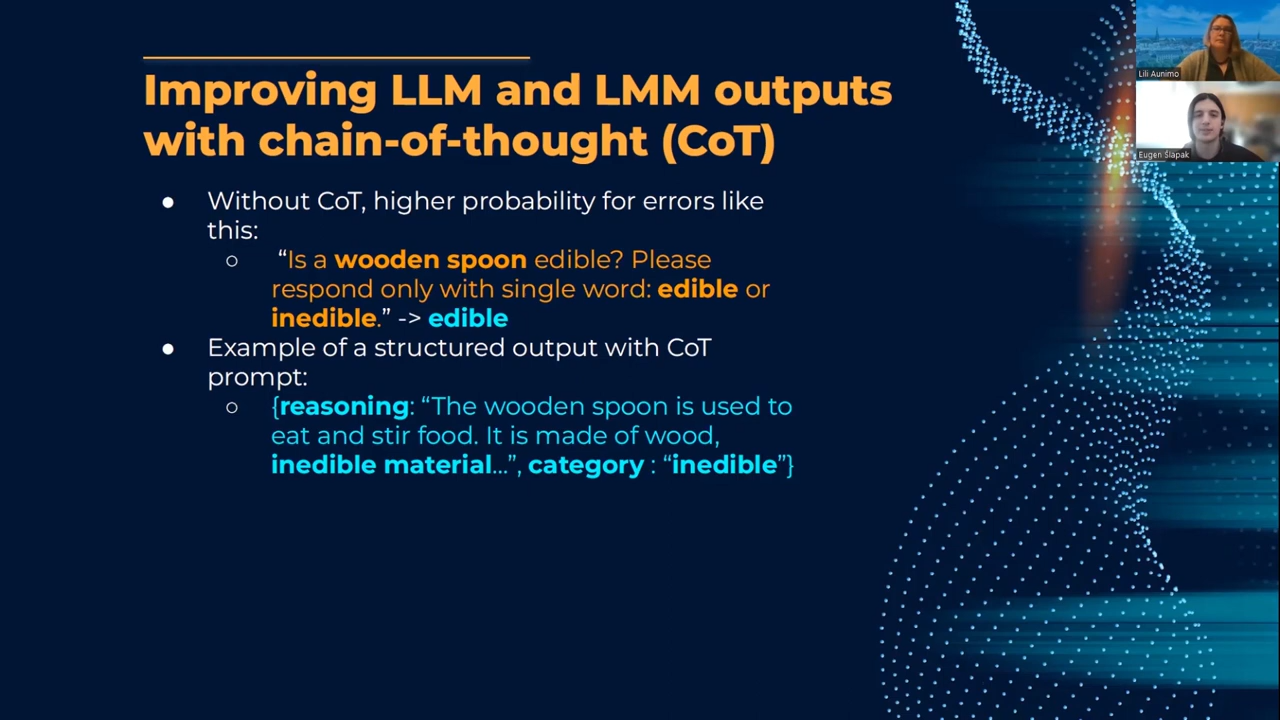 Improving LLM and LMM outputs
with chain-of-thought (CoT)
● Without CoT, higher probability for errors like
this:
○ “Is a wooden spoon edible? Please
respond only with single word: edible or
inedible.” -> edible
● Example of a structured output with CoT
prompt:
○ {reasoning: “The wooden spoon is used to
eat and stir food. It is made of wood,
inedible material...”, category : “inedible”}
Lili Aunimo
Eugen Šlapak